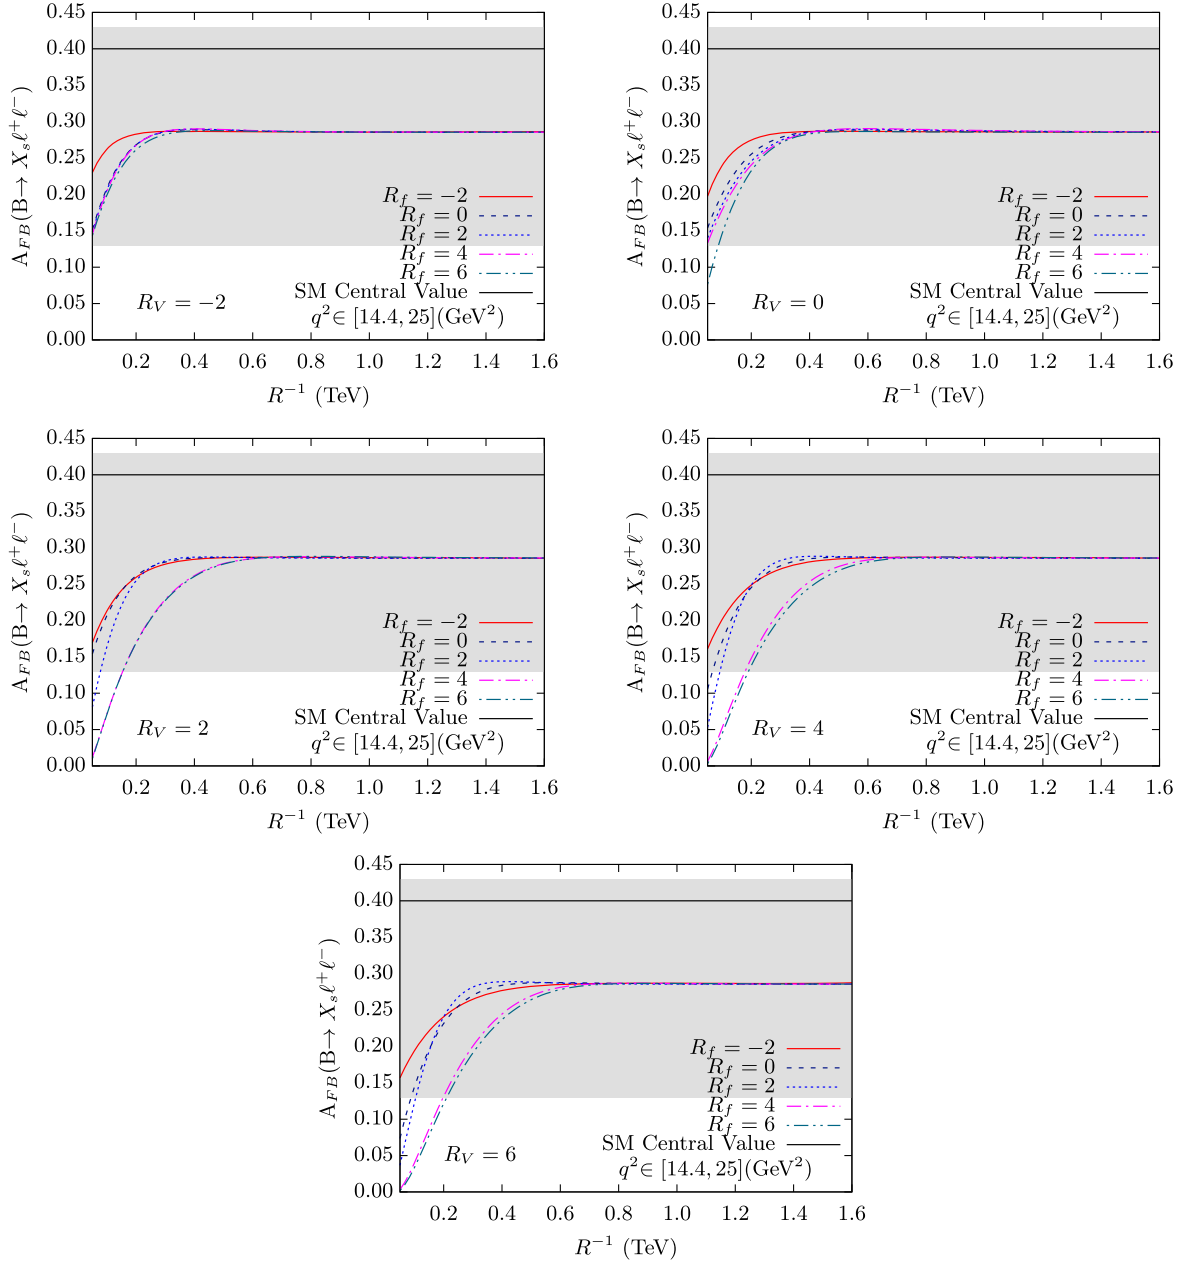 0.45
0.40
0.35
0.30
0.25
0.20
0.15
0.10
0.05
0.00
A_{FB}(B→ X_sℓ^+ℓ^−)
R_f = −2
R_f = 0
R_f = 2
R_f = 4
R_f = 6
SM Central Value
R_V = −2
q^2∈ [14.4, 25](GeV^2)
0.2 0.4 0.6 0.8 1.0 1.2 1.4 1.6
R^{−1} (TeV)
0.45
0.40
0.35
0.30
0.25
0.20
0.15
0.10
0.05
0.00
A_{FB}(B→ X_sℓ^+ℓ^−)
R_f = −2
R_f = 0
R_f = 2
R_f = 4
R_f = 6
SM Central Value
R_V = 0
q^2∈ [14.4, 25](GeV^2)
0.2 0.4 0.6 0.8 1.0 1.2 1.4 1.6
R^{−1} (TeV)
0.45
0.40
0.35
0.30
0.25
0.20
0.15
0.10
0.05
0.00
A_{FB}(B→ X_sℓ^+ℓ^−)
R_f = −2
R_f = 0
R_f = 2
R_f = 4
R_f = 6
SM Central Value
R_V = 2
q^2∈ [14.4, 25](GeV^2)
0.2 0.4 0.6 0.8 1.0 1.2 1.4 1.6
R^{−1} (TeV)
0.45
0.40
0.35
0.30
0.25
0.20
0.15
0.10
0.05
0.00
A_{FB}(B→ X_sℓ^+ℓ^−)
R_f = −2
R_f = 0
R_f = 2
R_f = 4
R_f = 6
SM Central Value
R_V = 4
q^2∈ [14.4, 25](GeV^2)
0.2 0.4 0.6 0.8 1.0 1.2 1.4 1.6
R^{−1} (TeV)
0.45
0.40
0.35
0.30
0.25
0.20
0.15
0.10
0.05
0.00
A_{FB}(B→ X_sℓ^+ℓ^−)
R_f = −2
R_f = 0
R_f = 2
R_f = 4
R_f = 6
SM Central Value
R_V = 6
q^2∈ [14.4, 25](GeV^2)
0.2 0.4 0.6 0.8 1.0 1.2 1.4 1.6
R^{−1} (TeV)